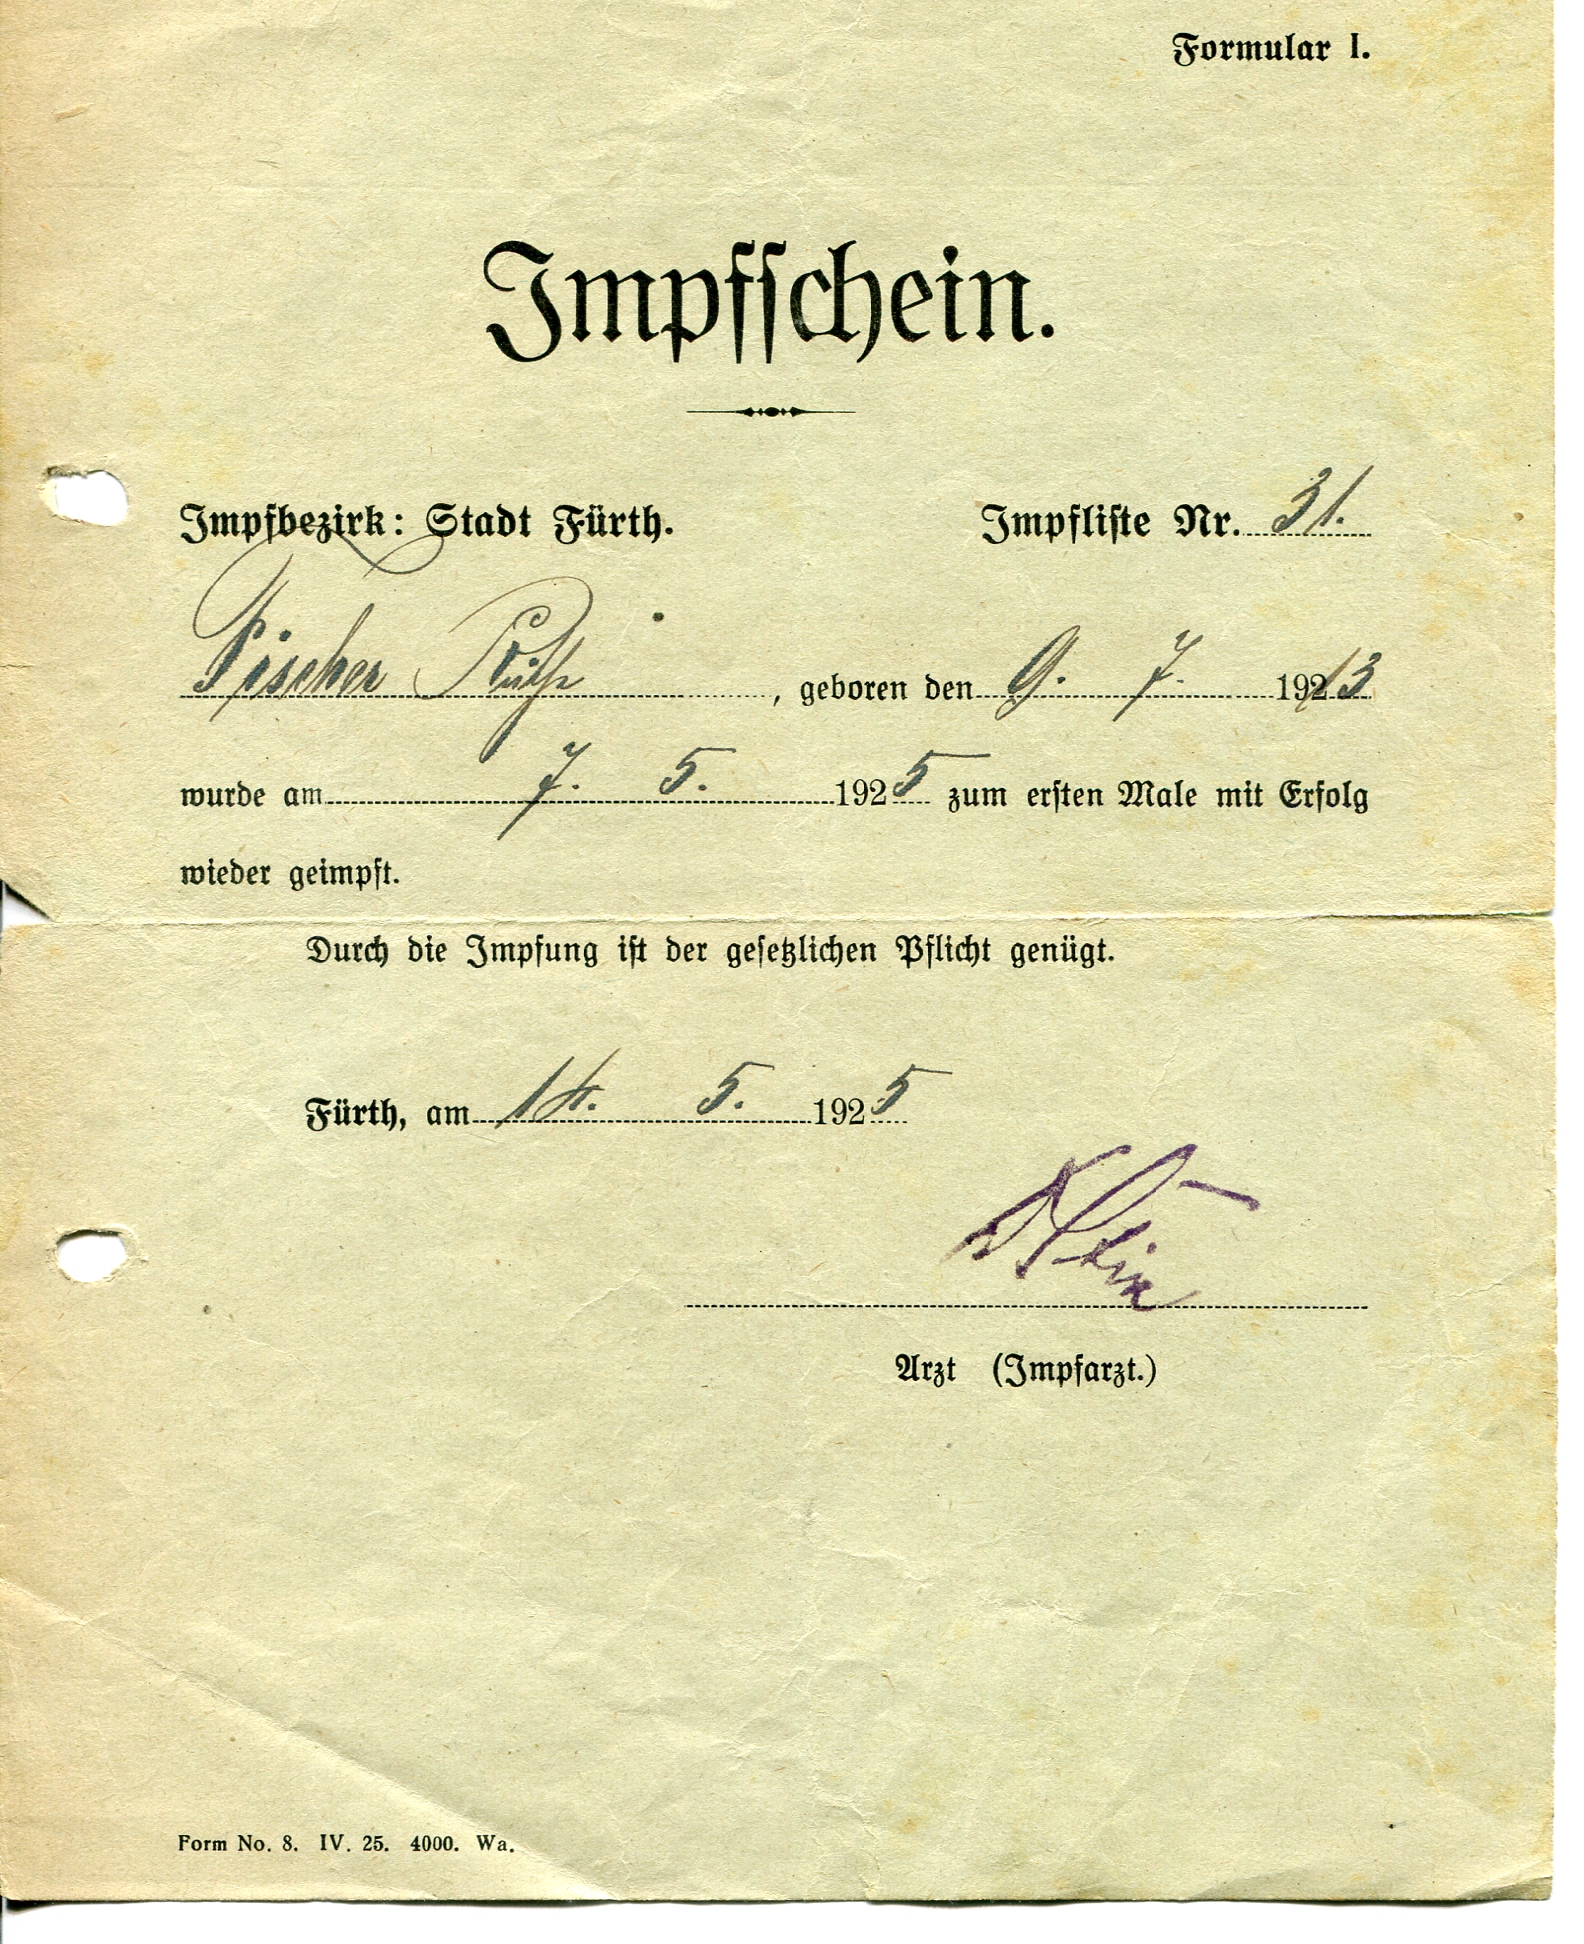 Formular I.
Impfschein.
Impfbezirk: Stadt Fürth. Impfliste Nr. 31.
Fischer Käthe, geboren den 9. 7. 1913
wurde am 7. 5. 1925 zum ersten Male mit Erfolg
wieder geimpft.
Durch die Impfung ist der gesetzlichen Pflicht genügt.
Fürth, am 14. 5. 1925
Arzt (Impfarzt.)
Form No. 8. IV. 25. 4000. Wa.